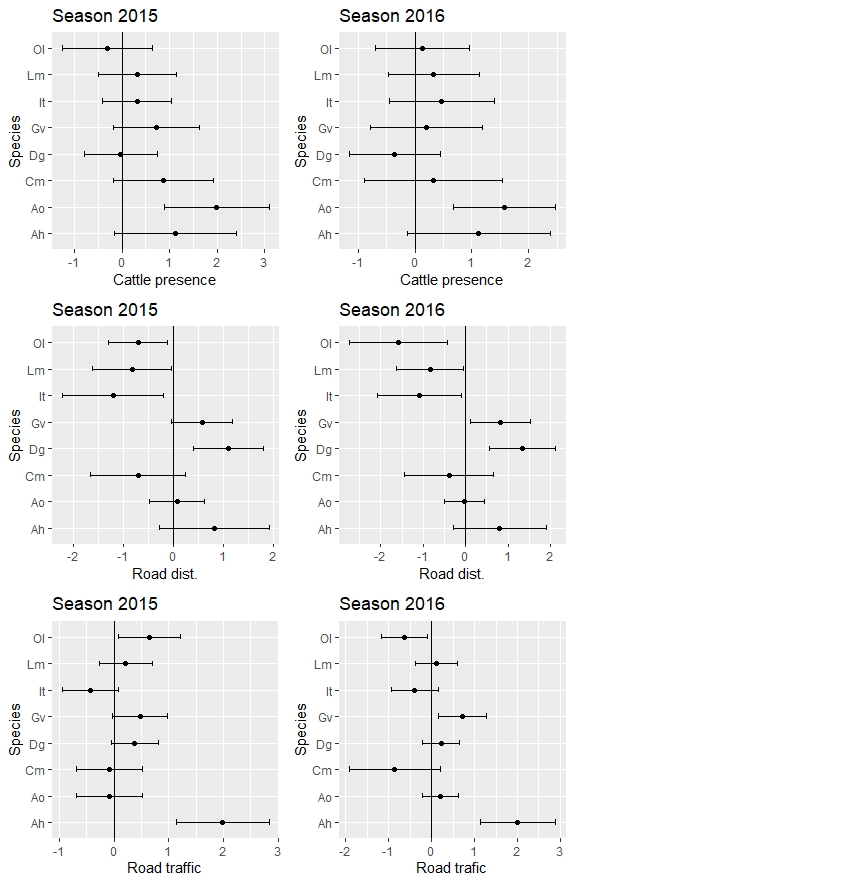 Season 2015
Season 2016
Species
Ol
Lm
It
Gv
Dg
Cm
Ao
Ah
-1 0 1 2 3
Cattle presence
Species
Ol
Lm
It
Gv
Dg
Cm
Ao
Ah
-1 0 1 2
Cattle presence
Season 2015
Season 2016
Species
Ol
Lm
It
Gv
Dg
Cm
Ao
Ah
-2 -1 0 1 2
Road dist.
Species
Ol
Lm
It
Gv
Dg
Cm
Ao
Ah
-2 -1 0 1 2
Road dist.
Season 2015
Season 2016
Species
Ol
Lm
It
Gv
Dg
Cm
Ao
Ah
-1 0 1 2 3
Road traffic
Species
Ol
Lm
It
Gv
Dg
Cm
Ao
Ah
-2 -1 0 1 2 3
Road trafic